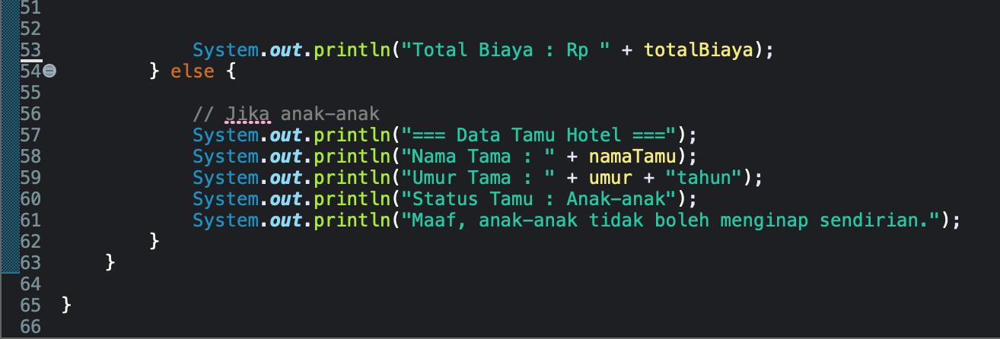 51
52
53 System.out.println("Total Biaya : Rp " + totalBiaya);
54 } else {
55
56 // Jika anak-anak
57 System.out.println("=== Data Tamu Hotel ===");
58 System.out.println("Nama Tama : " + namaTamu);
59 System.out.println("Umur Tama : " + umur + "tahun");
60 System.out.println("Status Tamu : Anak-anak");
61 System.out.println("Maaf, anak-anak tidak boleh menginap sendirian.");
62 }
63 }
64
65 }
66